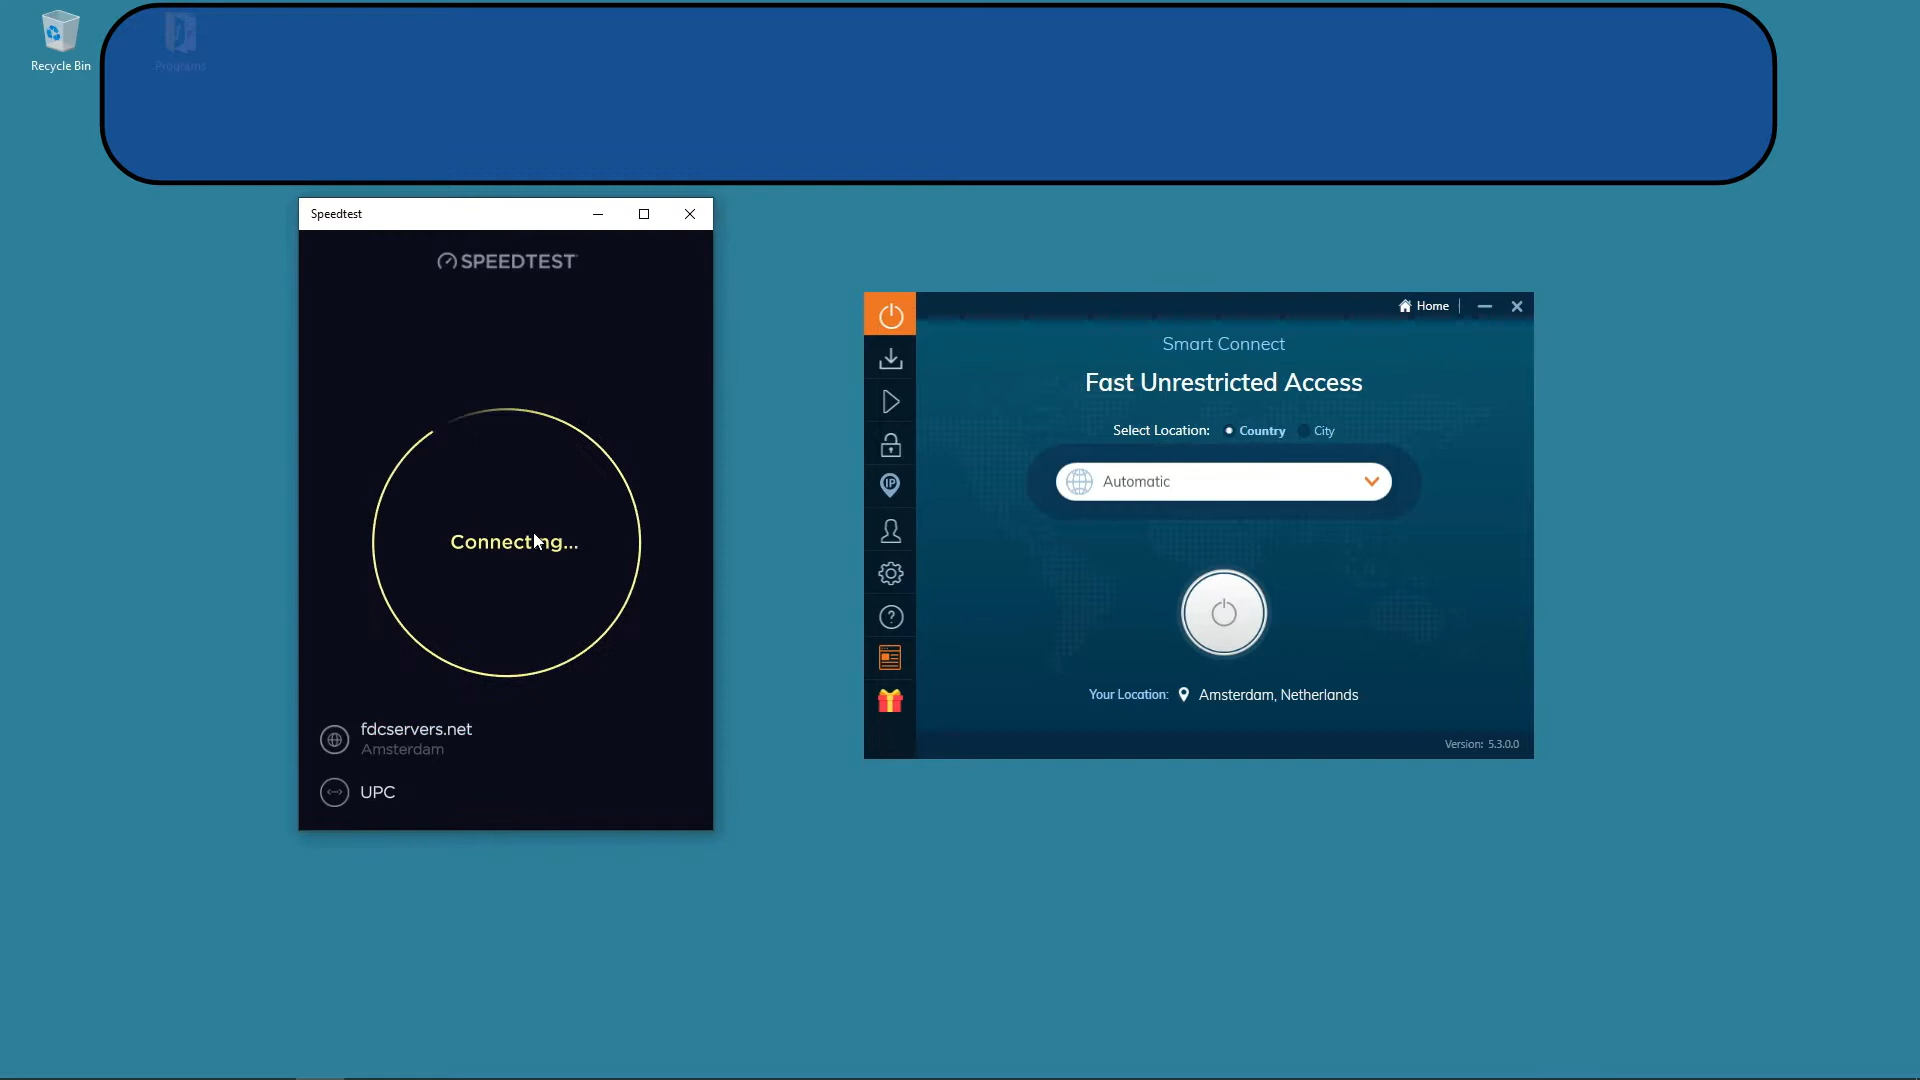 Recycle Bin
Programs
Speedtest
SPEEDTEST
Connecting...
fdcservers.net
Amsterdam
UPC
Home
Smart Connect
Fast Unrestricted Access
Select Location: Country City
Automatic
IP
Your Location: Amsterdam, Netherlands
Version: 5.3.0.0